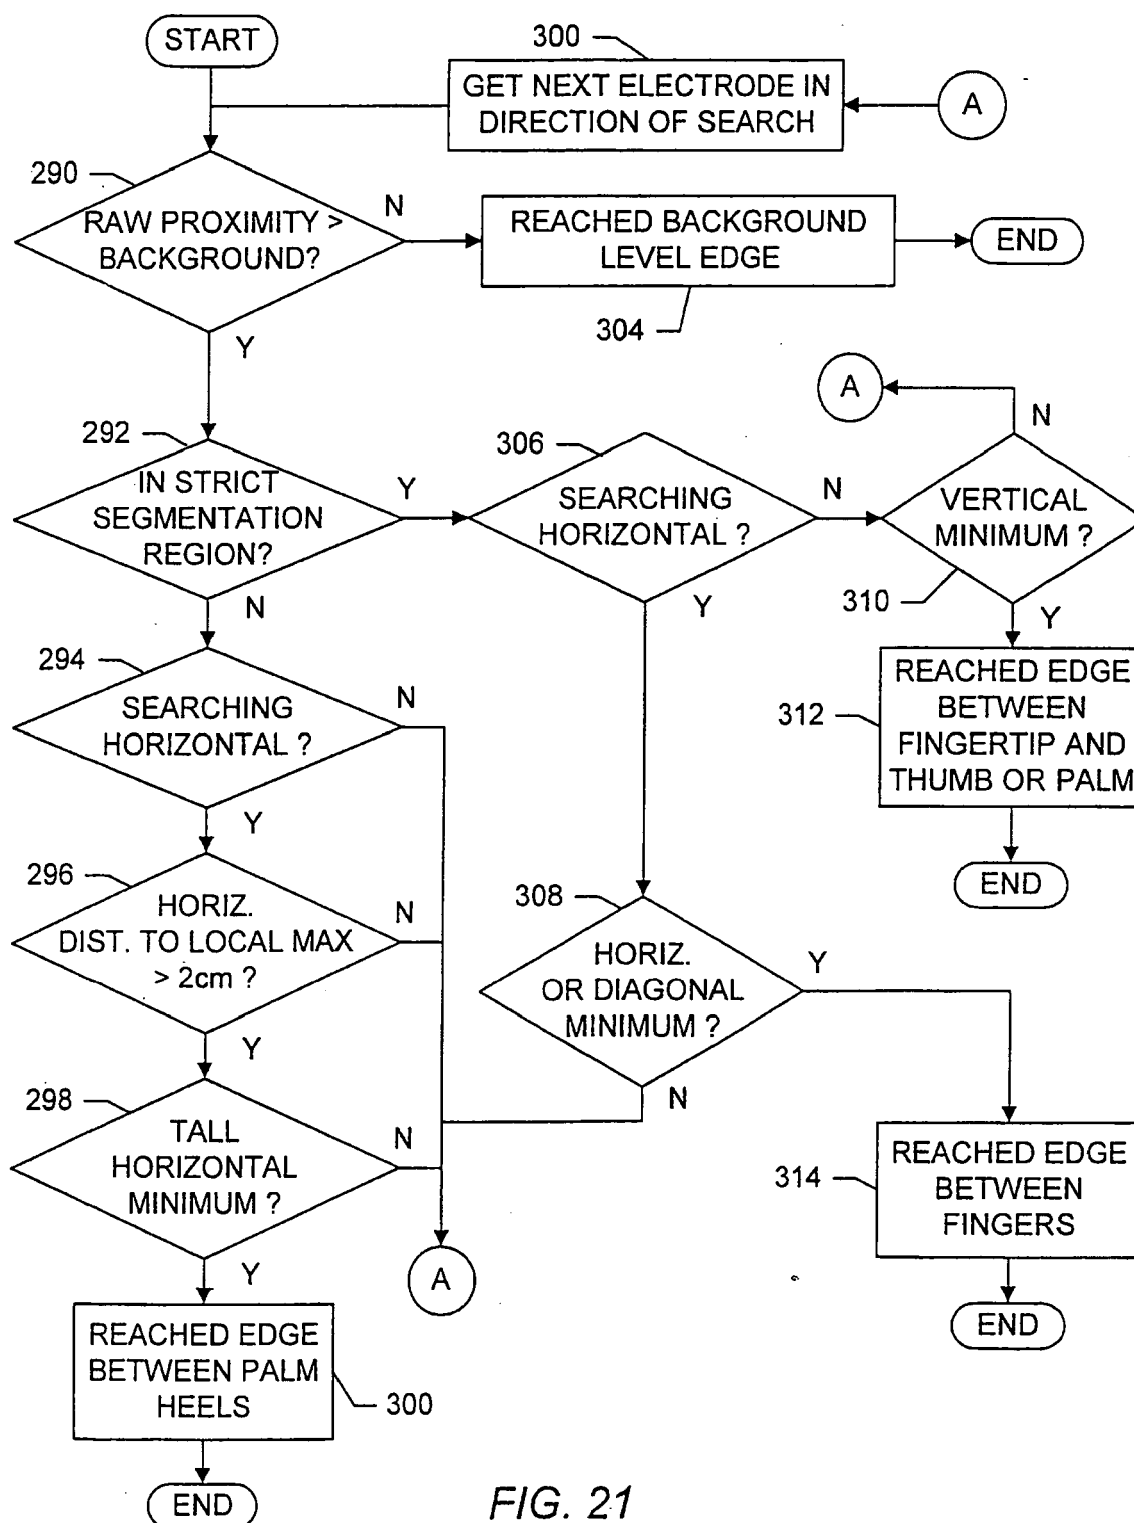 START
300
GET NEXT ELECTRODE IN
DIRECTION OF SEARCH
A
290
RAW PROXIMITY >
BACKGROUND?
N
REACHED BACKGROUND
LEVEL EDGE
END
304
Y
A
N
292
IN STRICT
SEGMENTATION
REGION?
Y
306
SEARCHING
HORIZONTAL ?
N
VERTICAL
MINIMUM ?
310
N
Y
Y
294
SEARCHING
HORIZONTAL ?
N
312
REACHED EDGE
BETWEEN
FINGERTIP AND
THUMB OR PALM
Y
END
296
HORIZ.
DIST. TO LOCAL MAX
> 2cm ?
N
308
HORIZ.
OR DIAGONAL
MINIMUM ?
Y
Y
N
298
TALL
HORIZONTAL
MINIMUM ?
N
314
REACHED EDGE
BETWEEN
FINGERS
Y
A
END
REACHED EDGE
BETWEEN PALM
HEELS
300
END
FIG. 21